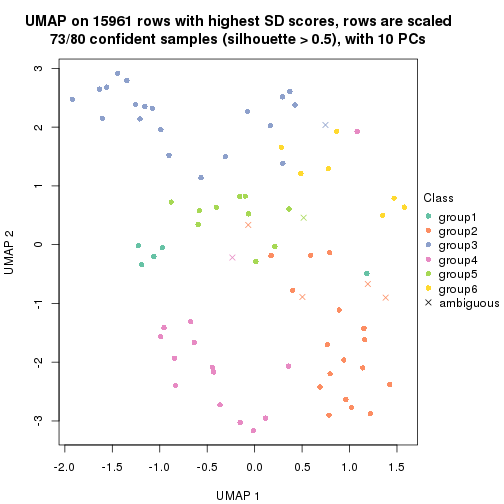 UMAP on 15961 rows with highest SD scores, rows are scaled
73/80 confident samples (silhouette > 0.5), with 10 PCs
3
2
1
0
-1
-2
-3
UMAP 2
-2.0 -1.5 -1.0 -0.5 0.0 0.5 1.0 1.5
UMAP 1
Class
group1
group2
group3
group4
group5
group6
ambiguous